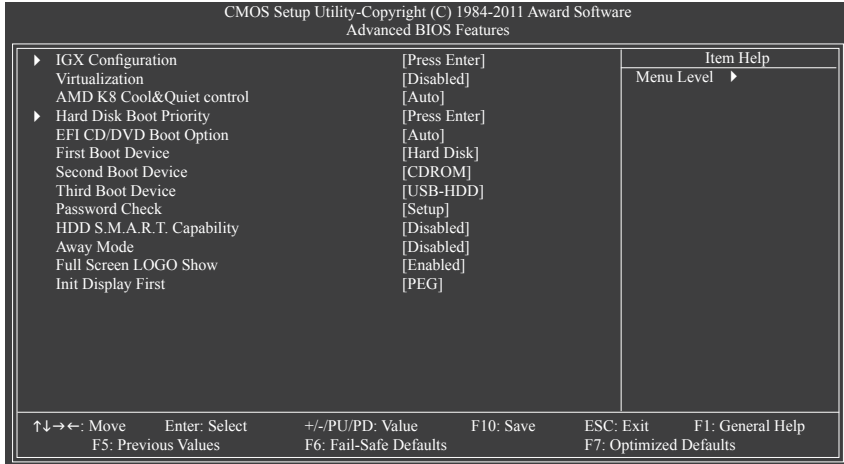 CMOS Setup Utility-Copyright (C) 1984-2011 Award Software
Advanced BIOS Features
IGX Configuration [Press Enter]
Virtualization [Disabled]
AMD K8 Cool&Quiet control [Auto]
Hard Disk Boot Priority [Press Enter]
EFI CD/DVD Boot Option [Auto]
First Boot Device [Hard Disk]
Second Boot Device [CDROM]
Third Boot Device [USB-HDD]
Password Check [Setup]
HDD S.M.A.R.T. Capability [Disabled]
Away Mode [Disabled]
Full Screen LOGO Show [Enabled]
Init Display First [PEG]
Item Help
Menu Level
↑↓→←: Move Enter: Select +/-/PU/PD: Value F10: Save ESC: Exit F1: General Help
F5: Previous Values F6: Fail-Safe Defaults F7: Optimized Defaults